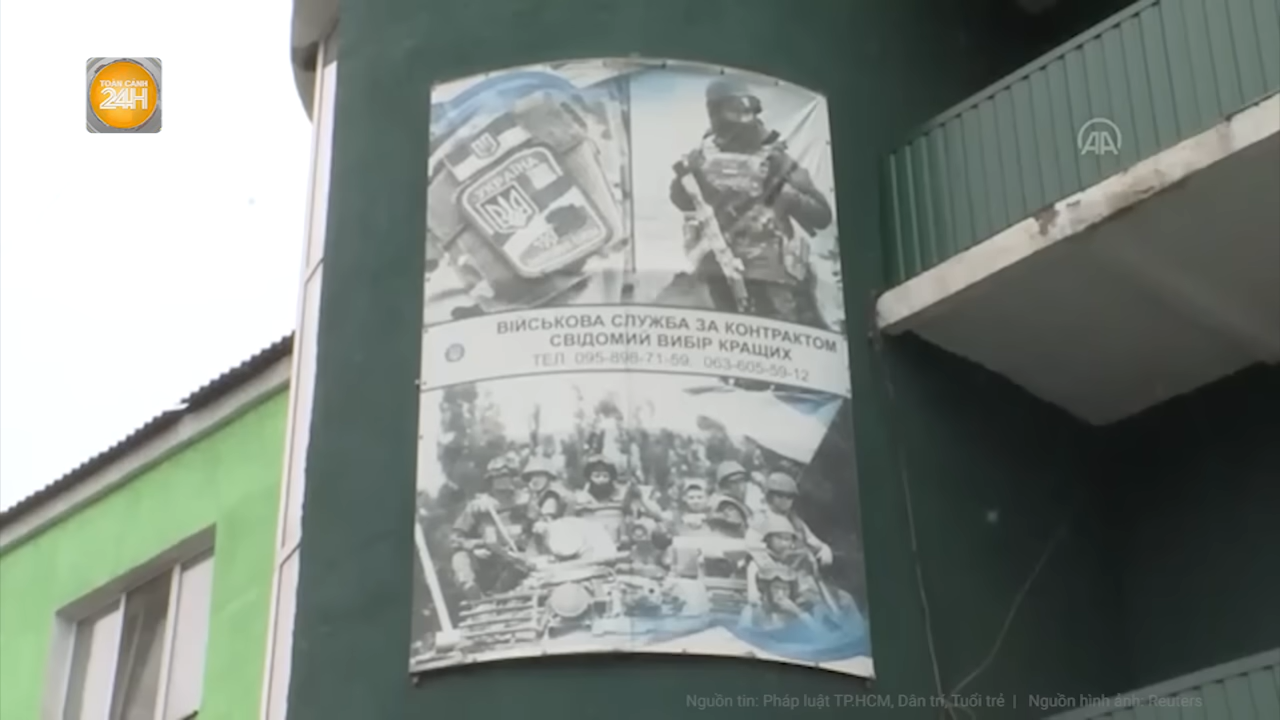 TOÀN CẢNH
24H
AA
УКРАЇНА
ВІЙСЬКОВА СЛУЖБА ЗА КОНТРАКТОМ
СВІДОМИЙ ВИБІР КРАЩИХ
ТЕЛ. 095-898-71-59, 063-605-59-12
Nguồn tin: Pháp luật TP.HCM, Dân trí, Tuổi trẻ | Nguồn hình ảnh: Reuters